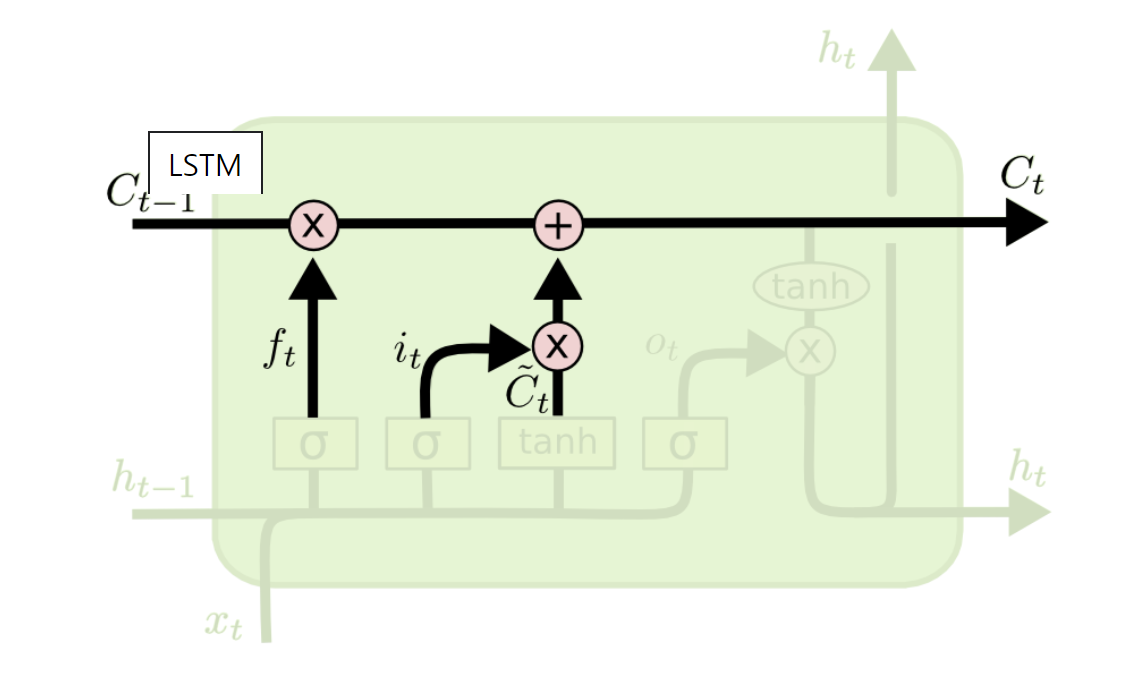 h_t
LSTM
C_{t-1}
C_t
x
+
tanh
f_t
i_t
x
o_t
x
C̃_t
σ
σ
tanh
σ
h_{t-1}
h_t
x_t